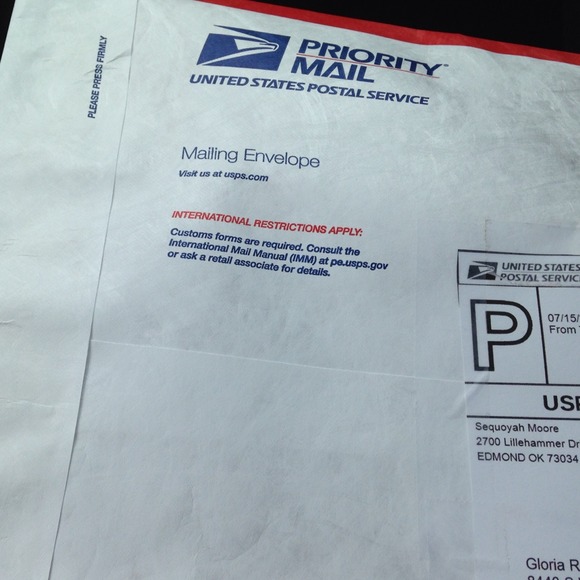 PLEASE PRESS FIRMLY
PRIORITY
MAIL
UNITED STATES POSTAL SERVICE
Mailing Envelope
Visit us at usps.com
INTERNATIONAL RESTRICTIONS APPLY:
Customs forms are required. Consult the
International Mail Manual (IMM) at pe.usps.gov
or ask a retail associate for details.
UNITED STATES
POSTAL SERVIC
P
07/15/
From
USP
Sequoyah Moore
2700 Lillehammer Dr
EDMOND OK 73034
Gloria R